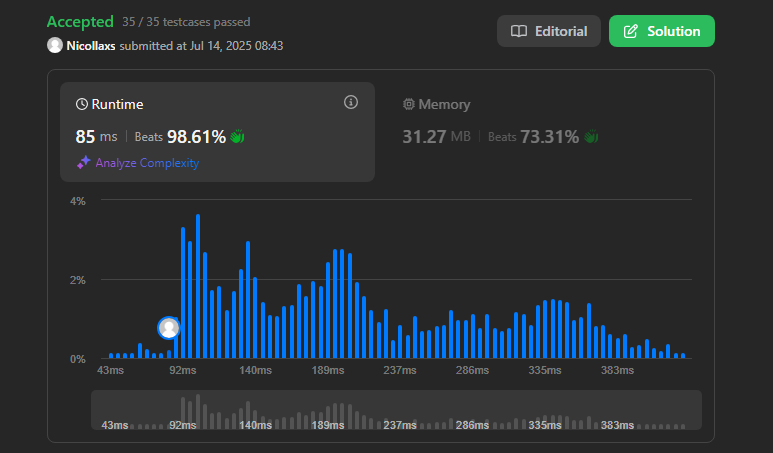 Accepted 35 / 35 testcases passed
Nicollaxs submitted at Jul 14, 2025 08:43
Editorial
Solution
Runtime
85 ms | Beats 98.61%
Analyze Complexity
Memory
31.27 MB | Beats 73.31%
4%
2%
0%
43ms 92ms 140ms 189ms 237ms 286ms 335ms 383ms
43ms 92ms 140ms 189ms 237ms 286ms 335ms 383ms